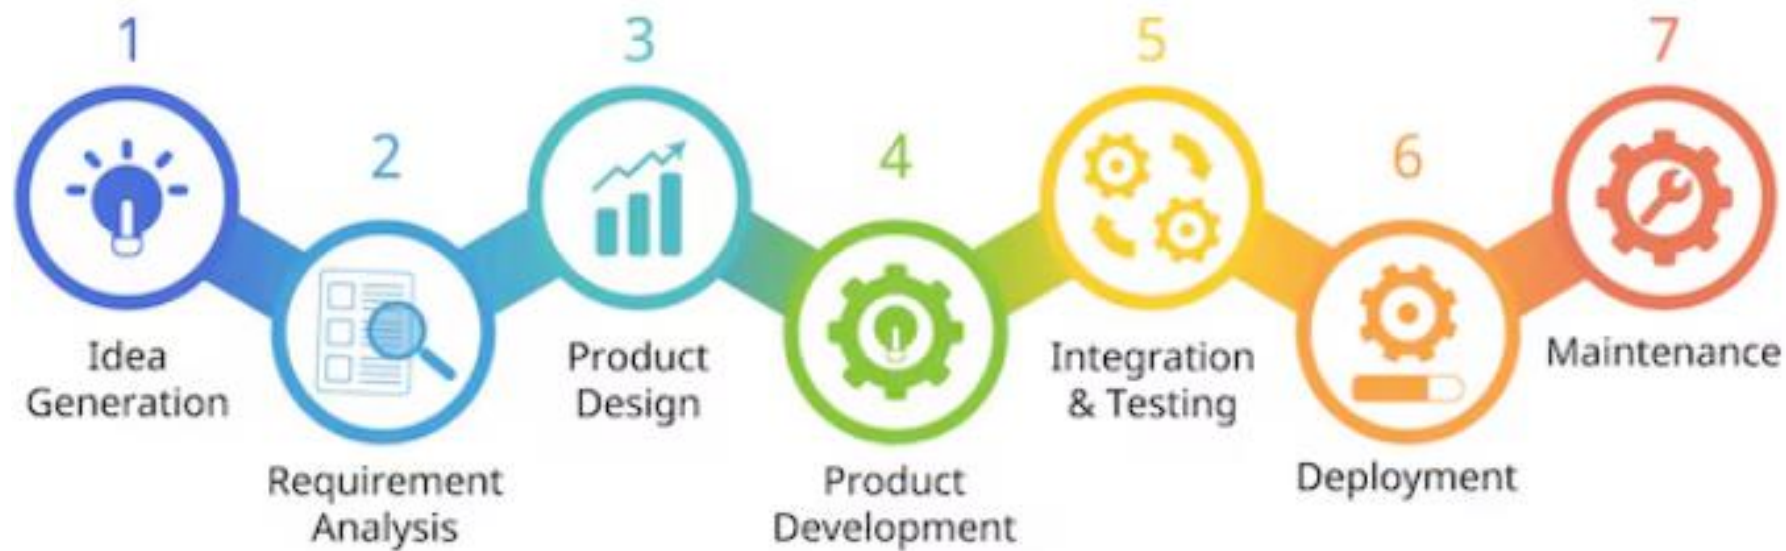 1
Idea
Generation
2
Requirement
Analysis
3
Product
Design
4
Product
Development
5
Integration
& Testing
6
Deployment
7
Maintenance